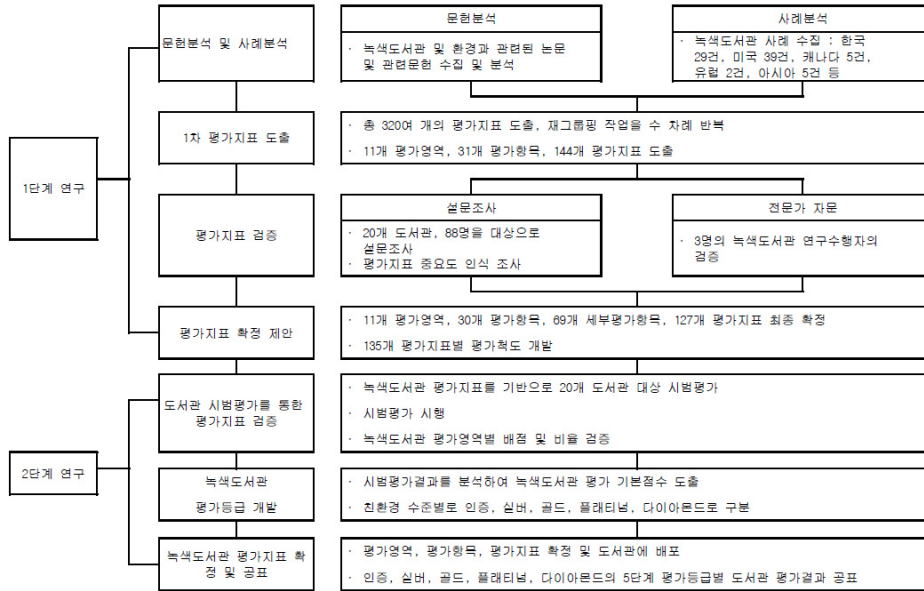 문헌분석 및 사례분석
문헌분석
· 녹색도서관 및 환경과 관련된 논문
및 관련문헌 수집 및 분석
사례분석
· 녹색도서관 사례 수집 : 한국
29건, 미국 39건, 캐나다 5건,
유럽 2건, 아시아 5건 등
1차 평가지표 도출
· 총 320여 개의 평가지표 도출, 재그룹핑 작업을 수 차례 반복
· 11개 평가영역, 31개 평가항목, 144개 평가지표 도출
1단계 연구
평가지표 검증
설문조사
· 20개 도서관, 88명을 대상으로
설문조사
· 평가지표 중요도 인식 조사
전문가 자문
· 3명의 녹색도서관 연구수행자의
검증
평가지표 확정 제안
· 11개 평가영역, 30개 평가항목, 69개 세부평가항목, 127개 평가지표 최종 확정
· 135개 평가지표별 평가척도 개발
도서관 시범평가를 통한
평가지표 검증
· 녹색도서관 평가지표를 기반으로 20개 도서관 대상 시범평가
· 시범평가 시행
· 녹색도서관 평가영역별 배점 및 비율 검증
2단계 연구
녹색도서관
평가등급 개발
· 시범평가결과를 분석하여 녹색도서관 평가 기본점수 도출
· 친환경 수준별로 인증, 실버, 골드, 플래티넘, 다이아몬드로 구분
녹색도서관 평가지표 확
정 및 공표
· 평가영역, 평가항목, 평가지표 확정 및 도서관에 배포
· 인증, 실버, 골드, 플래티넘, 다이아몬드의 5단계 평가등급별 도서관 평가결과 공표